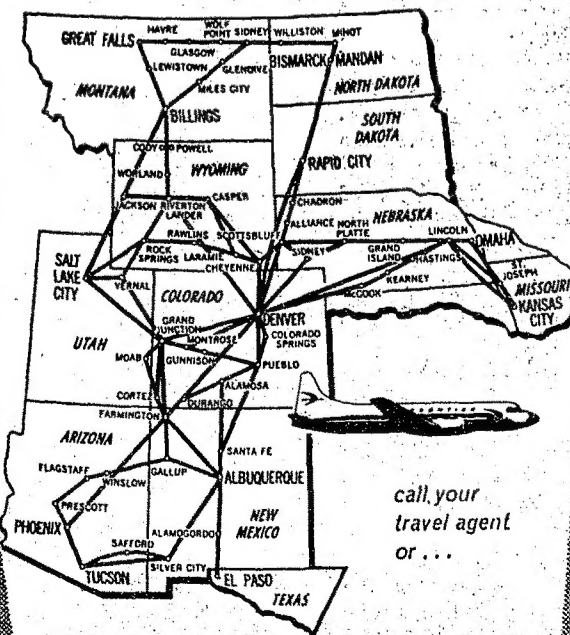 HAVRE
WOLF
POINT
SIDNEY
WILLISTON
MINOT
GREAT FALLS
GLASGOW
LEWISTOWN
GLENDIVE
BISMARCK
MANDAN
MONTANA
MILES CITY
NORTH DAKOTA
BILLINGS
SOUTH
DAKOTA
CODY
POWELL
WYOMING
RAPID CITY
WORLAND
CASPER
CHADRON
JACKSON
RIVERTON
LANDER
ALLIANCE
NORTH
PLATTE
NEBRASKA
RAWLINS
SCOTTSBLUFF
LINCOLN
OMAHA
ROCK
SPRINGS
LARAMIE
CHEYENNE
SIDNEY
GRAND
ISLAND
HASTINGS
ST.
JOSEPH
SALT
LAKE
CITY
VERNAL
COLORADO
KEARNEY
MISSOURI
MCCOOK
KANSAS
CITY
GRAND
JUNCTION
DENVER
MONTROSE
COLORADO
SPRINGS
UTAH
MOAB
GUNNISON
PUEBLO
ALAMOSA
CORTEZ
DURANGO
FARMINGTON
FRONTIER
ARIZONA
SANTA FE
FLAGSTAFF
GALLUP
WINSLOW
ALBUQUERQUE
PRESCOTT
PHOENIX
NEW
MEXICO
ALAMOGORDO
SAFFORD
TUCSON
SILVER CITY
EL PASO
TEXAS
call your
travel agent
or . . .